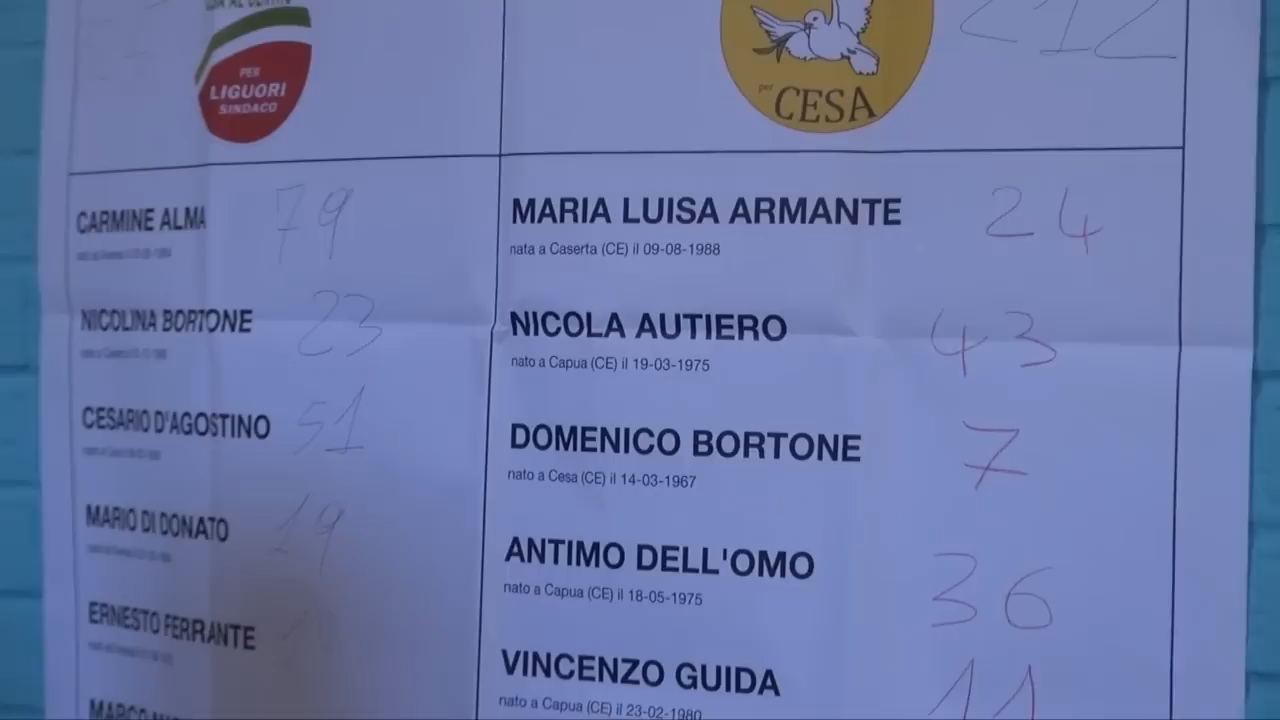 PER
LIGUORI
SINDACO
per CESA
212
CARMINE ALMA 79
NICOLINA BORTONE 23
CESARIO D'AGOSTINO 51
MARIO DI DONATO 19
ERNESTO FERRANTE
MARIA LUISA ARMANTE 24
nata a Caserta (CE) il 09-08-1988
NICOLA AUTIERO 43
nato a Capua (CE) il 19-03-1975
DOMENICO BORTONE 7
nato a Cesa (CE) il 14-03-1967
ANTIMO DELL'OMO 36
nato a Capua (CE) il 18-05-1975
VINCENZO GUIDA 11
nato a Capua (CE) il 23-02-1980